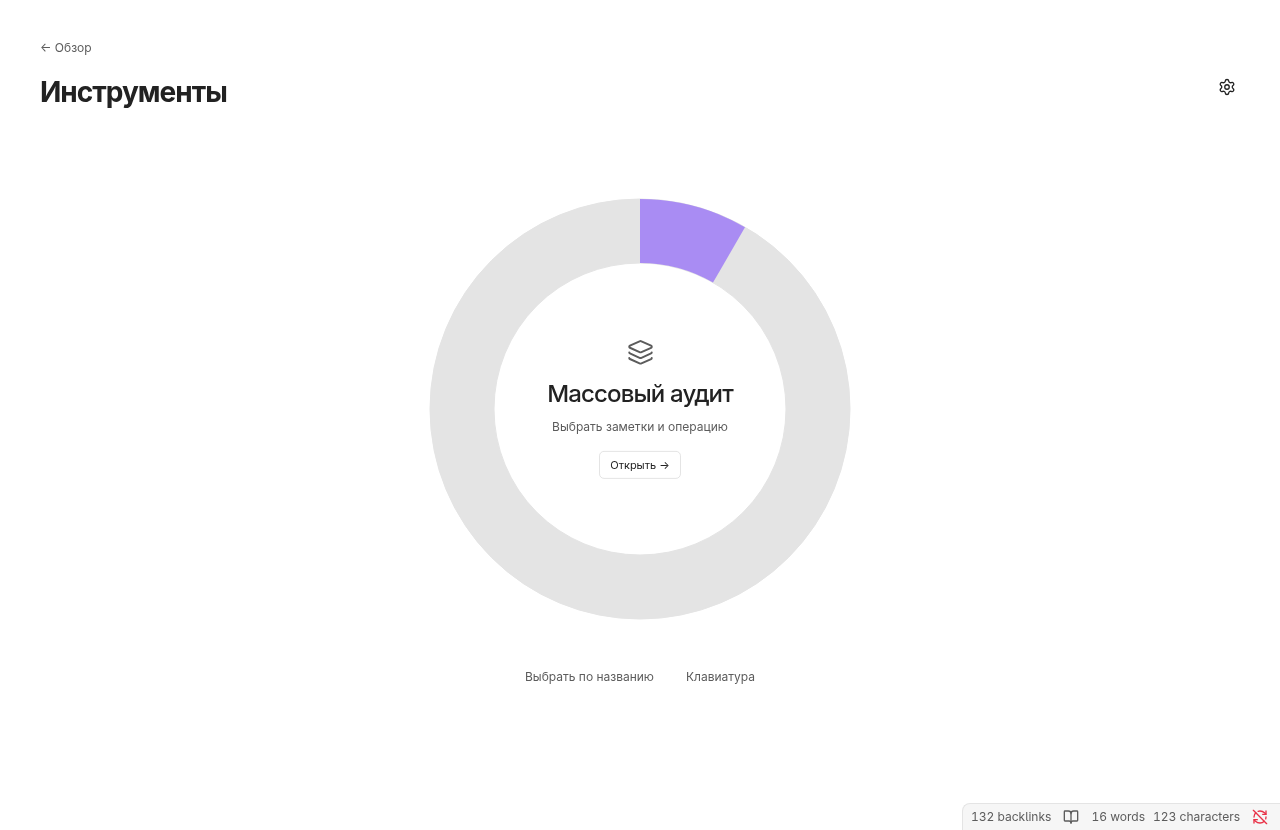 ← Обзор
Инструменты
Массовый аудит
Выбрать заметки и операцию
Открыть →
Выбрать по названию Клавиатура
132 backlinks 16 words 123 characters